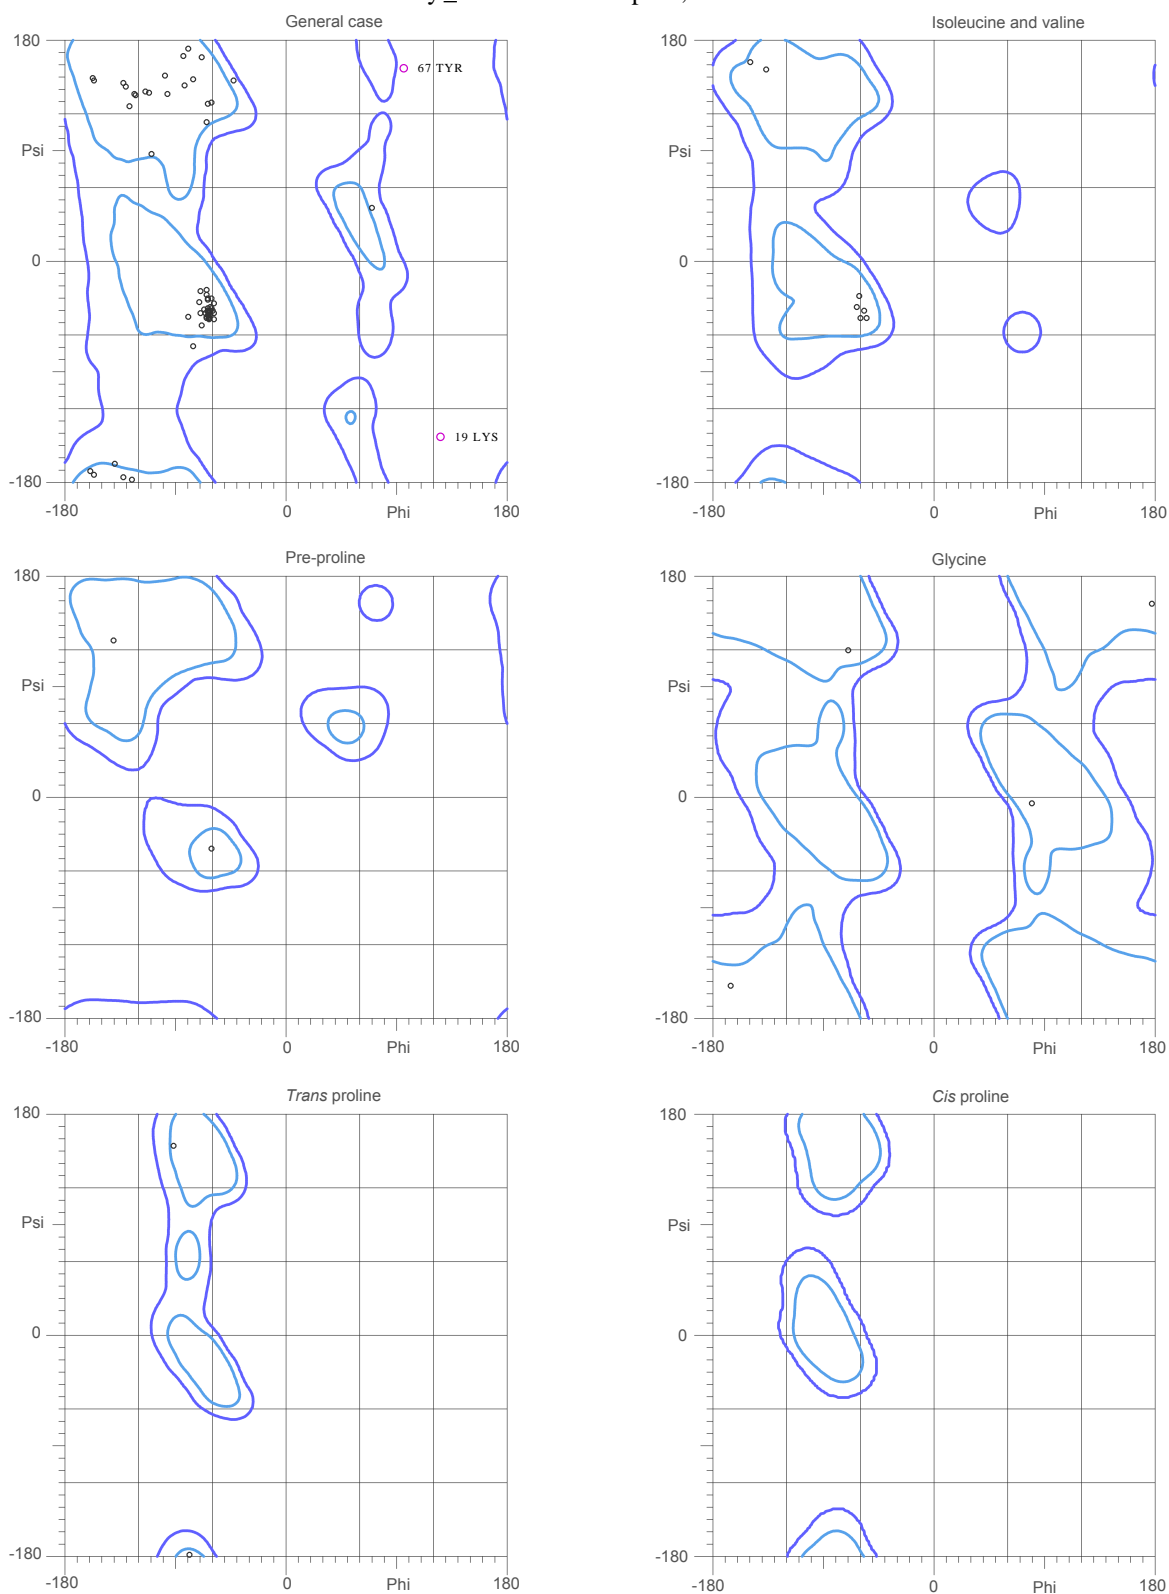 General case
180
Psi
0
-180
-180
0
Phi
180
67 TYR
19 LYS
Isoleucine and valine
180
Psi
0
-180
-180
0
Phi
180
Pre-proline
180
Psi
0
-180
-180
0
Phi
180
Glycine
180
Psi
0
-180
-180
0
Phi
180
Trans proline
180
Psi
0
-180
-180
0
Phi
180
Cis proline
180
Psi
0
-180
-180
0
Phi
180